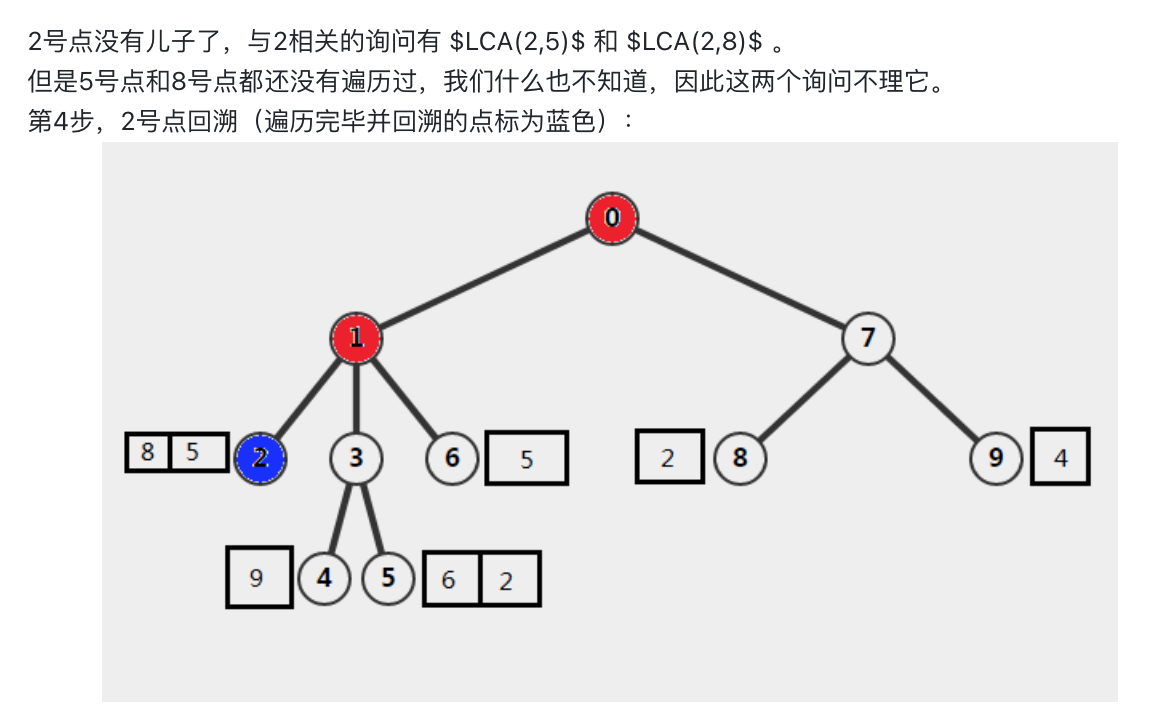 2号点没有儿子了，与2相关的询问有 $LCA(2,5)$ 和 $LCA(2,8)$ 。
但是5号点和8号点都还没有遍历过，我们什么也不知道，因此这两个询问不理它。
第4步，2号点回溯（遍历完毕并回溯的点标为蓝色）：
0
1 7
8 5 2 3 6 5 2 8 9 4
9 4 5 6 2